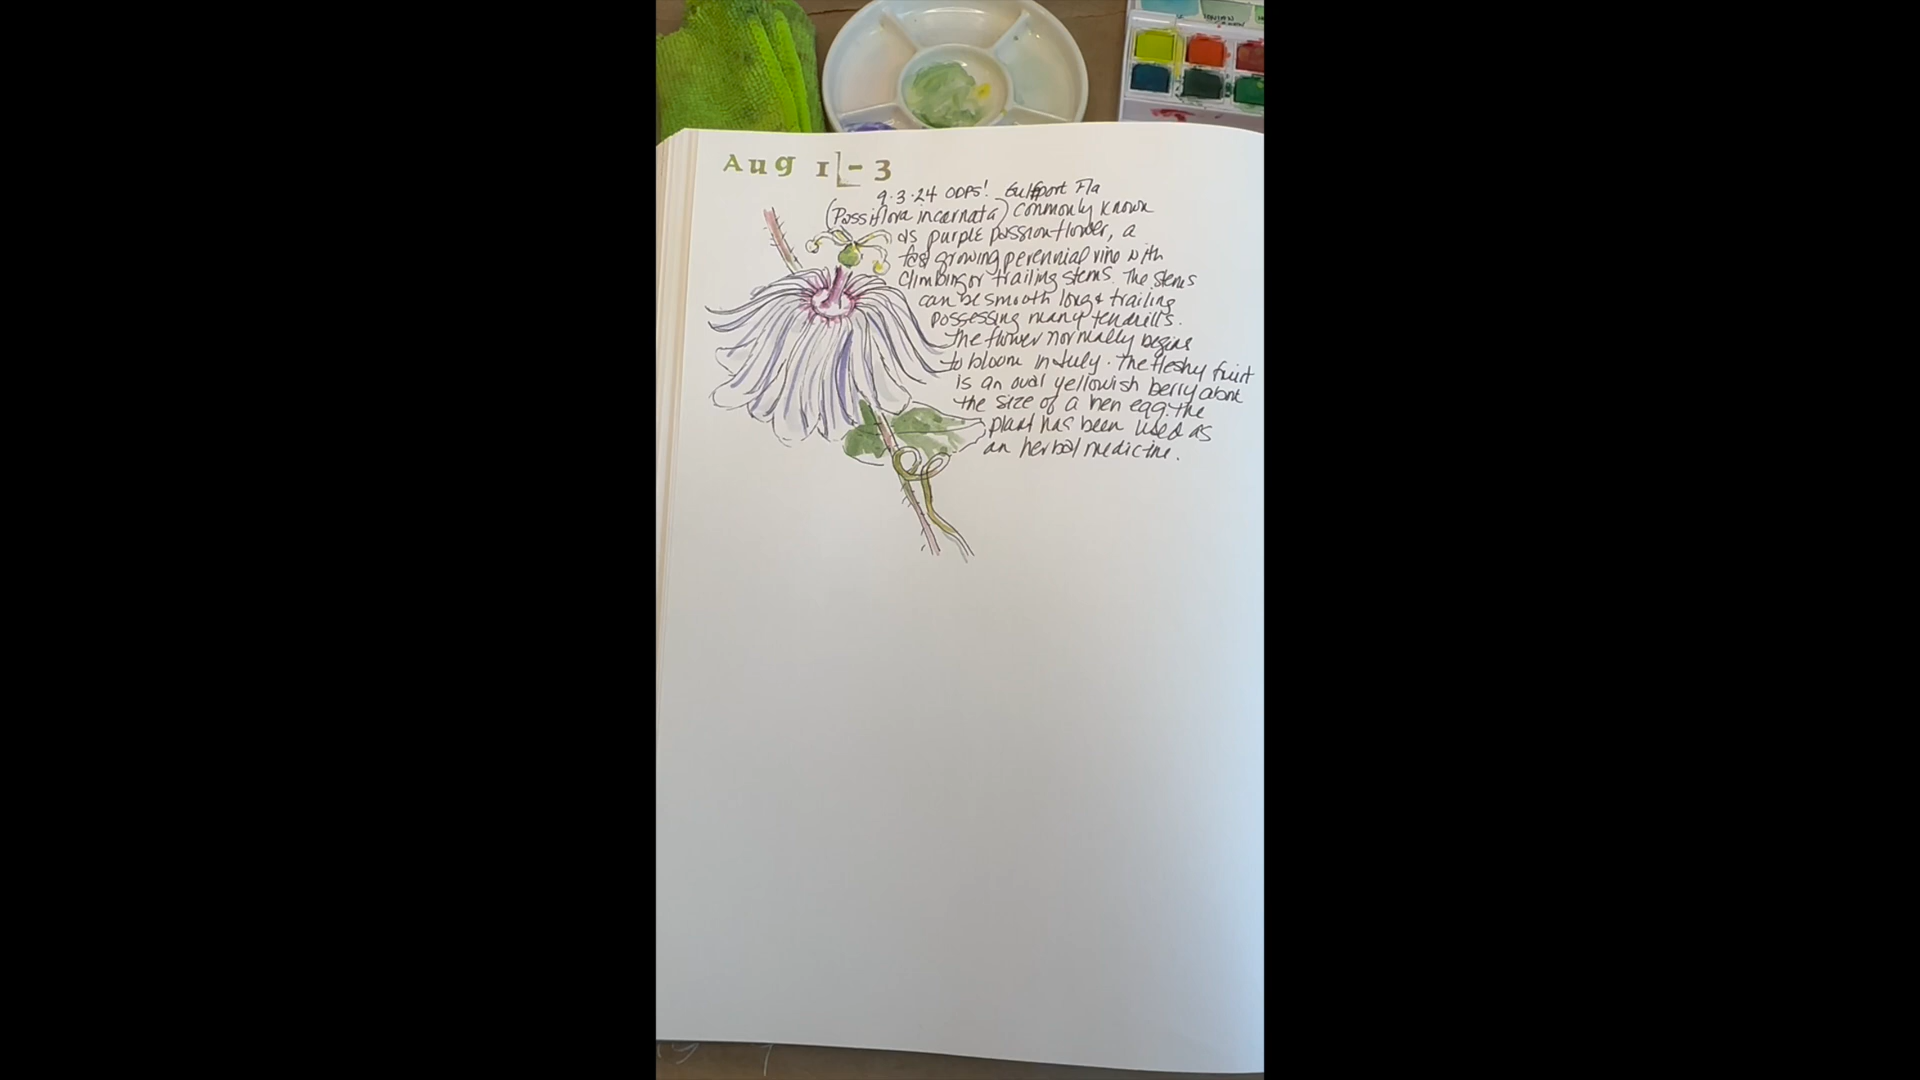 Aug 1 - 3
9.3.24 OOPS! Gulfport Fla
(Passiflora incarnata) commonly known
as purple passionflower, a
fast growing perennial vine with
climbing or trailing stems. The stems
can be smooth long & trailing
possessing many tendrills.
The flower normally begins
to bloom in July. The fleshy fruit
is an oval yellowish berry about
the size of a hen egg. The
plant has been used as
an herbal medicine.